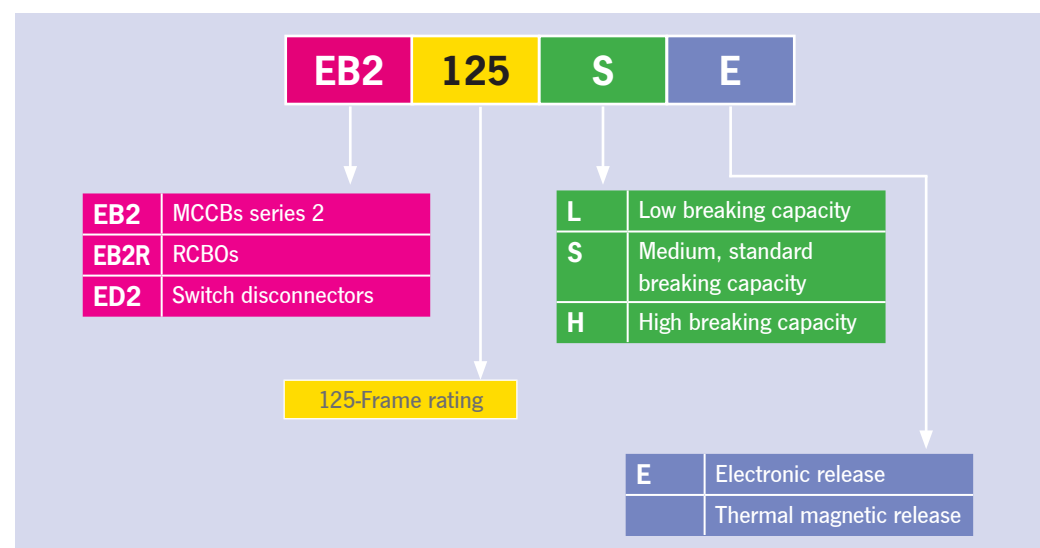 EB2 125 S E
EB2 MCCBs series 2
EB2R RCBOs
ED2 Switch disconnectors
125-Frame rating
L Low breaking capacity
S Medium, standard
breaking capacity
H High breaking capacity
E Electronic release
Thermal magnetic release